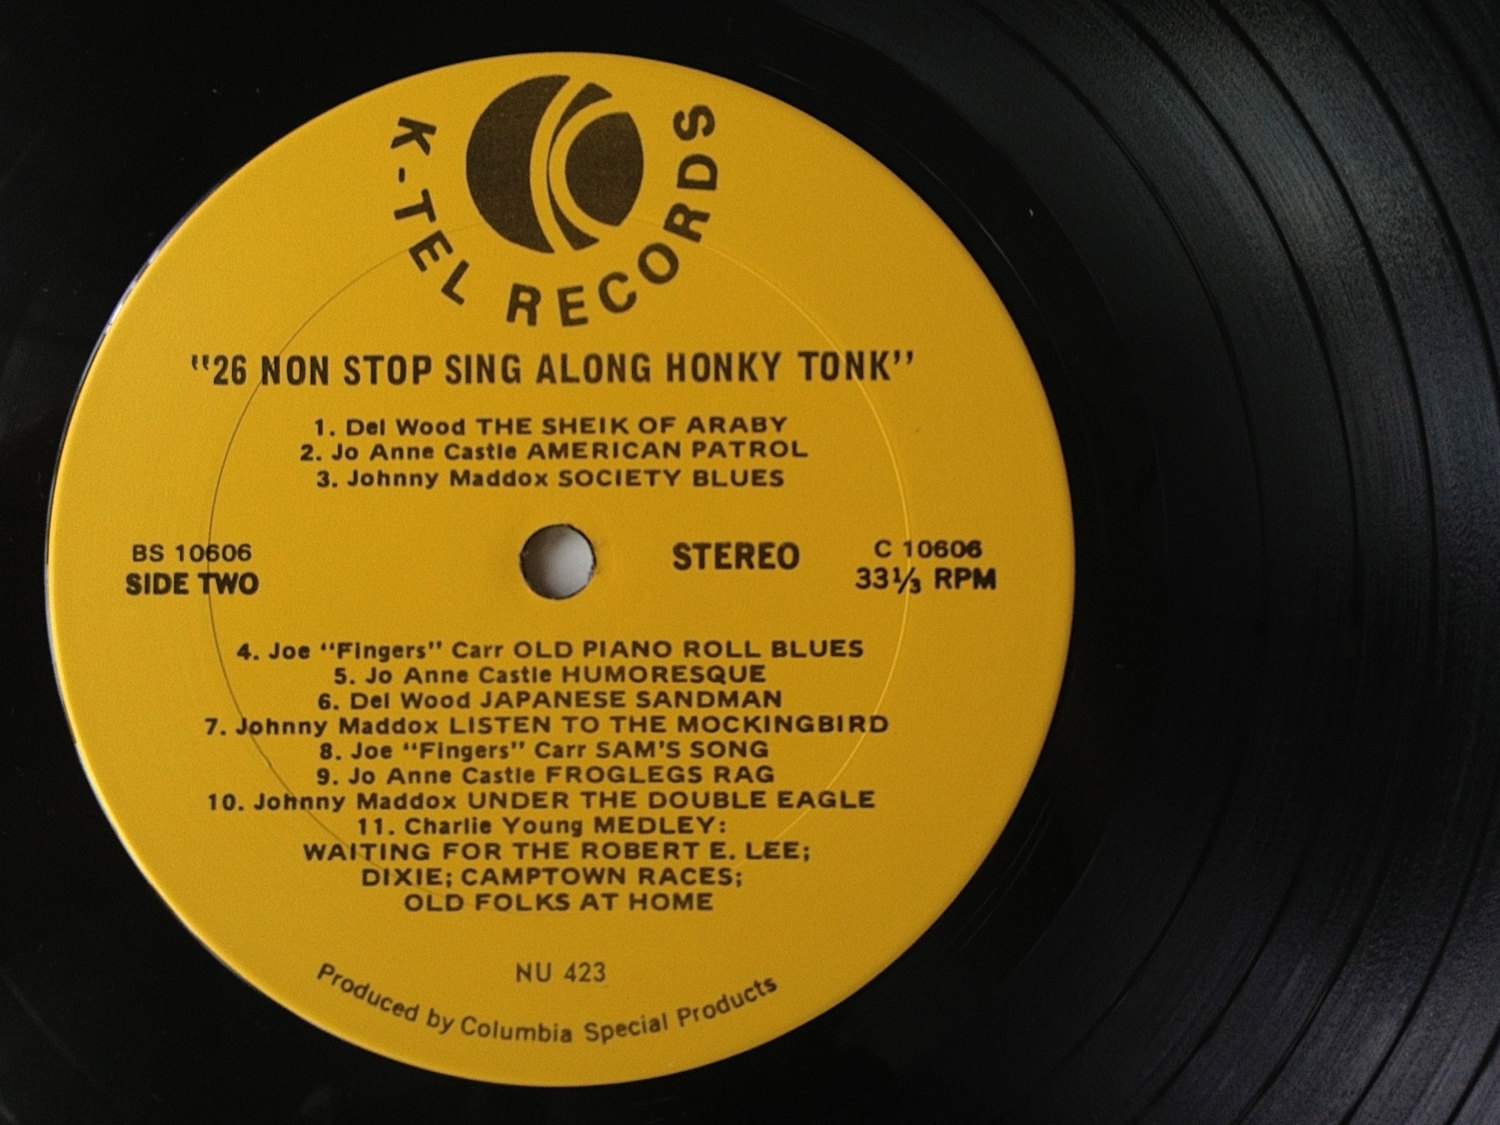 K-TEL RECORDS
"26 NON STOP SING ALONG HONKY TONK"
1. Del Wood THE SHEIK OF ARABY
2. Jo Anne Castle AMERICAN PATROL
3. Johnny Maddox SOCIETY BLUES
BS 10606
SIDE TWO
STEREO
C 10606
33⅓ RPM
4. Joe "Fingers" Carr OLD PIANO ROLL BLUES
5. Jo Anne Castle HUMORESQUE
6. Del Wood JAPANESE SANDMAN
7. Johnny Maddox LISTEN TO THE MOCKINGBIRD
8. Joe "Fingers" Carr SAM'S SONG
9. Jo Anne Castle FROGLEGS RAG
10. Johnny Maddox UNDER THE DOUBLE EAGLE
11. Charlie Young MEDLEY:
WAITING FOR THE ROBERT E. LEE;
DIXIE; CAMPTOWN RACES;
OLD FOLKS AT HOME
NU 423
Produced by Columbia Special Products